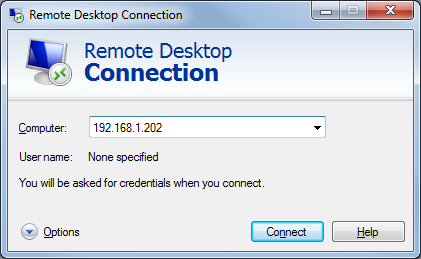 Remote Desktop Connection
Remote Desktop
Connection
Computer: 192.168.1.202
User name: None specified
You will be asked for credentials when you connect.
Options Connect Help